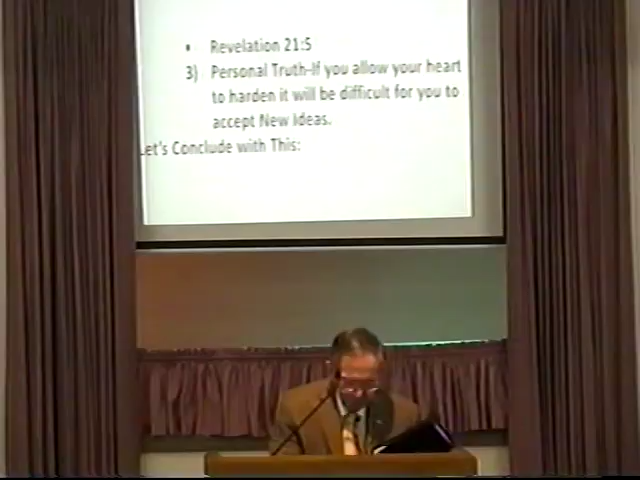 • Revelation 21:5
3) Personal Truth-If you allow your heart
to harden it will be difficult for you to
accept New Ideas.
Let's Conclude with This: